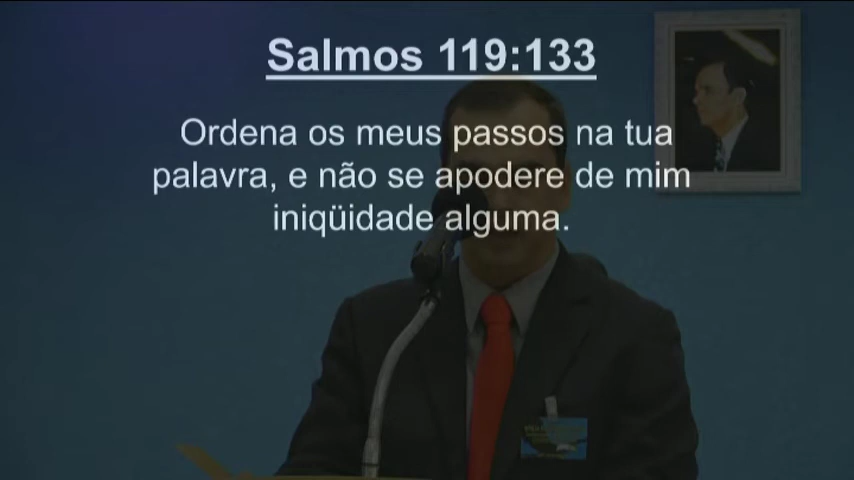 Salmos 119:133
Ordena os meus passos na tua
palavra, e não se apodere de mim
iniqüidade alguma.